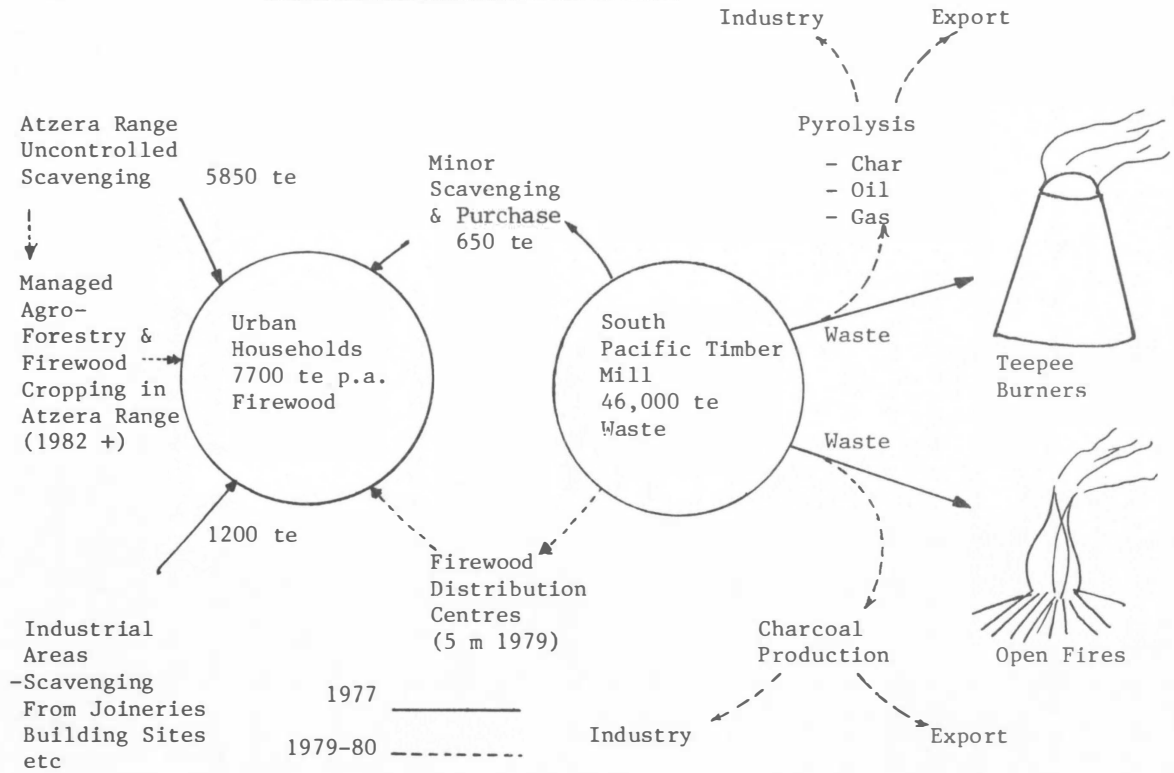 Industry
Export
Atzera Range
Uncontrolled
Scavenging
5850 te
Minor
Scavenging
& Purchase
650 te
Pyrolysis
- Char
- Oil
- Gas
Managed
Agro-
Forestry &
Firewood
Cropping in
Atzera Range
(1982 +)
Urban
Households
7700 te p.a.
Firewood
South
Pacific Timber
Mill
46,000 te
Waste
Waste
Teepee
Burners
Waste
1200 te
Firewood
Distribution
Centres
(5 m 1979)
Charcoal
Production
Open Fires
Industrial
Areas
-Scavenging
From Joineries
Building Sites
etc
1977
1979-80
Industry
Export